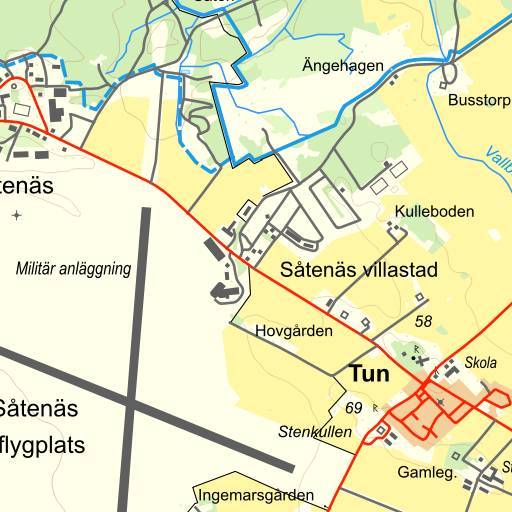 Ängehagen
Busstorp
Vallb
tenäs
Kulleboden
Militär anläggning
Såtenäs villastad
58
Hovgården
Skola
Tun
Såtenäs
69
flygplats
Stenkullen
Gamleg.
St
Ingemarsgården